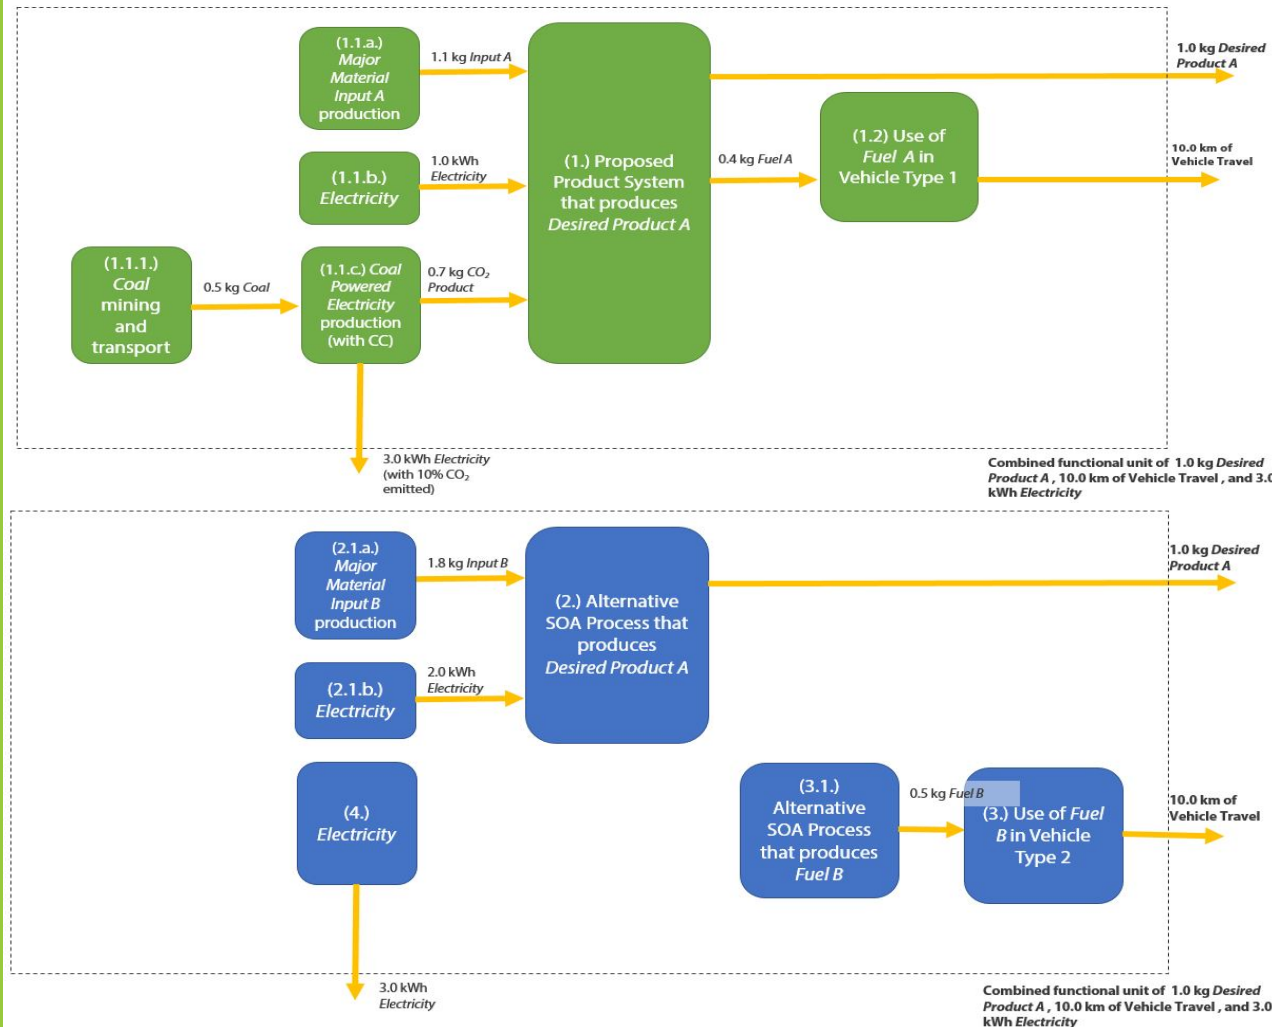 (1.1.a.)
Major
Material
Input A
production
1.1 kg Input A
1.0 kg Desired
Product A
(1.) Proposed
Product System
that produces
Desired Product A
(1.2) Use of
Fuel A in
Vehicle Type 1
0.4 kg Fuel A
10.0 km of
Vehicle Travel
(1.1.b.)
Electricity
1.0 kWh
Electricity
(1.1.1.)
Coal
mining
and
transport
0.5 kg Coal
(1.1.c.) Coal
Powered
Electricity
production
(with CC)
0.7 kg CO₂
Product
3.0 kWh Electricity
(with 10% CO₂
emitted)
Combined functional unit of 1.0 kg Desired
Product A , 10.0 km of Vehicle Travel , and 3.0
kWh Electricity
(2.1.a.)
Major
Material
Input B
production
1.8 kg Input B
(2.) Alternative
SOA Process that
produces
Desired Product A
1.0 kg Desired
Product A
(2.1.b.)
Electricity
2.0 kWh
Electricity
(4.)
Electricity
(3.1.)
Alternative
SOA Process
that produces
Fuel B
0.5 kg Fuel B
(3.) Use of Fuel
B in Vehicle
Type 2
10.0 km of
Vehicle Travel
3.0 kWh
Electricity
Combined functional unit of 1.0 kg Desired
Product A , 10.0 km of Vehicle Travel , and 3.0
kWh Electricity